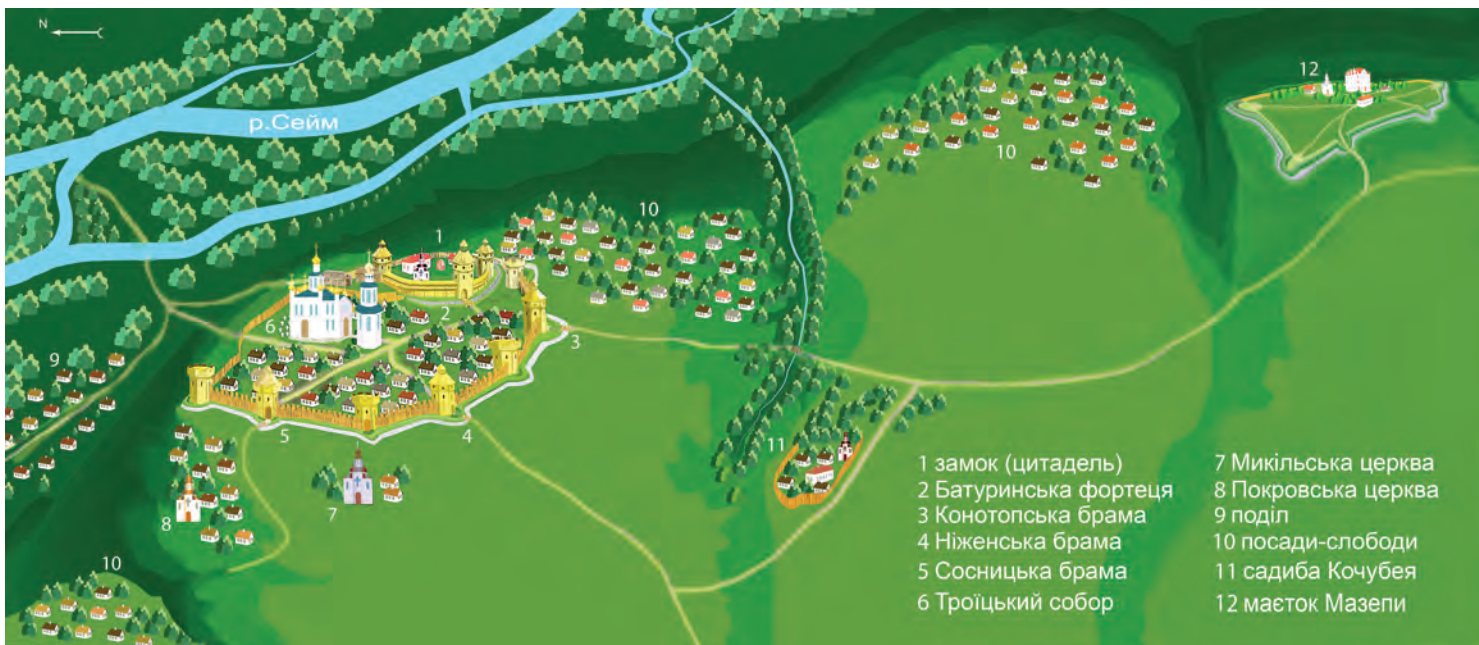 N
р.Сейм
12
10
10
1
2
6
3
9
5
4
11
7
8
10
1 замок (цитадель)
2 Батуринська фортеця
3 Конотопська брама
4 Ніженська брама
5 Сосницька брама
6 Троїцький собор
7 Микільська церква
8 Покровська церква
9 поділ
10 посади-слободи
11 садиба Кочубея
12 маєток Мазепи